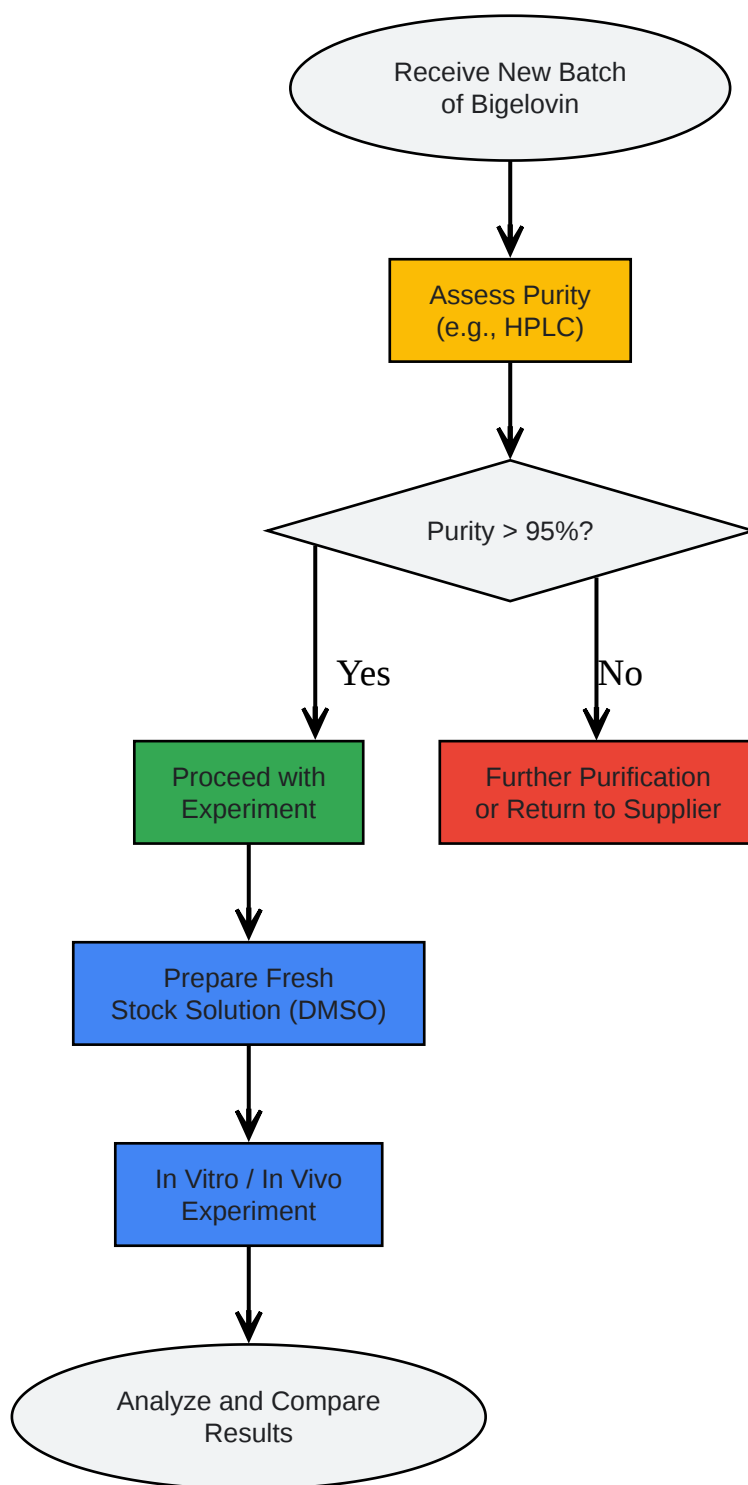 Receive New Batch
of Bigelovin
Assess Purity
(e.g., HPLC)
Purity > 95%?
Yes
No
Proceed with
Experiment
Further Purification
or Return to Supplier
Prepare Fresh
Stock Solution (DMSO)
In Vitro / In Vivo
Experiment
Analyze and Compare
Results